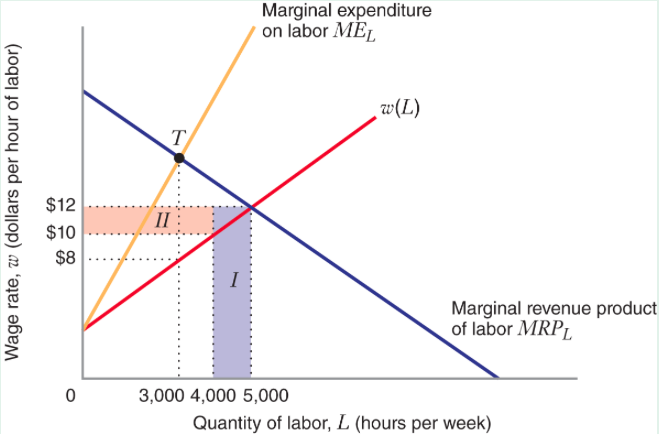 Marginal expenditure
on labor ME_L
w(L)
T
$12
II
$10
$8
I
Marginal revenue product
of labor MRP_L
Wage rate, w (dollars per hour of labor)
0
3,000 4,000 5,000
Quantity of labor, L (hours per week)